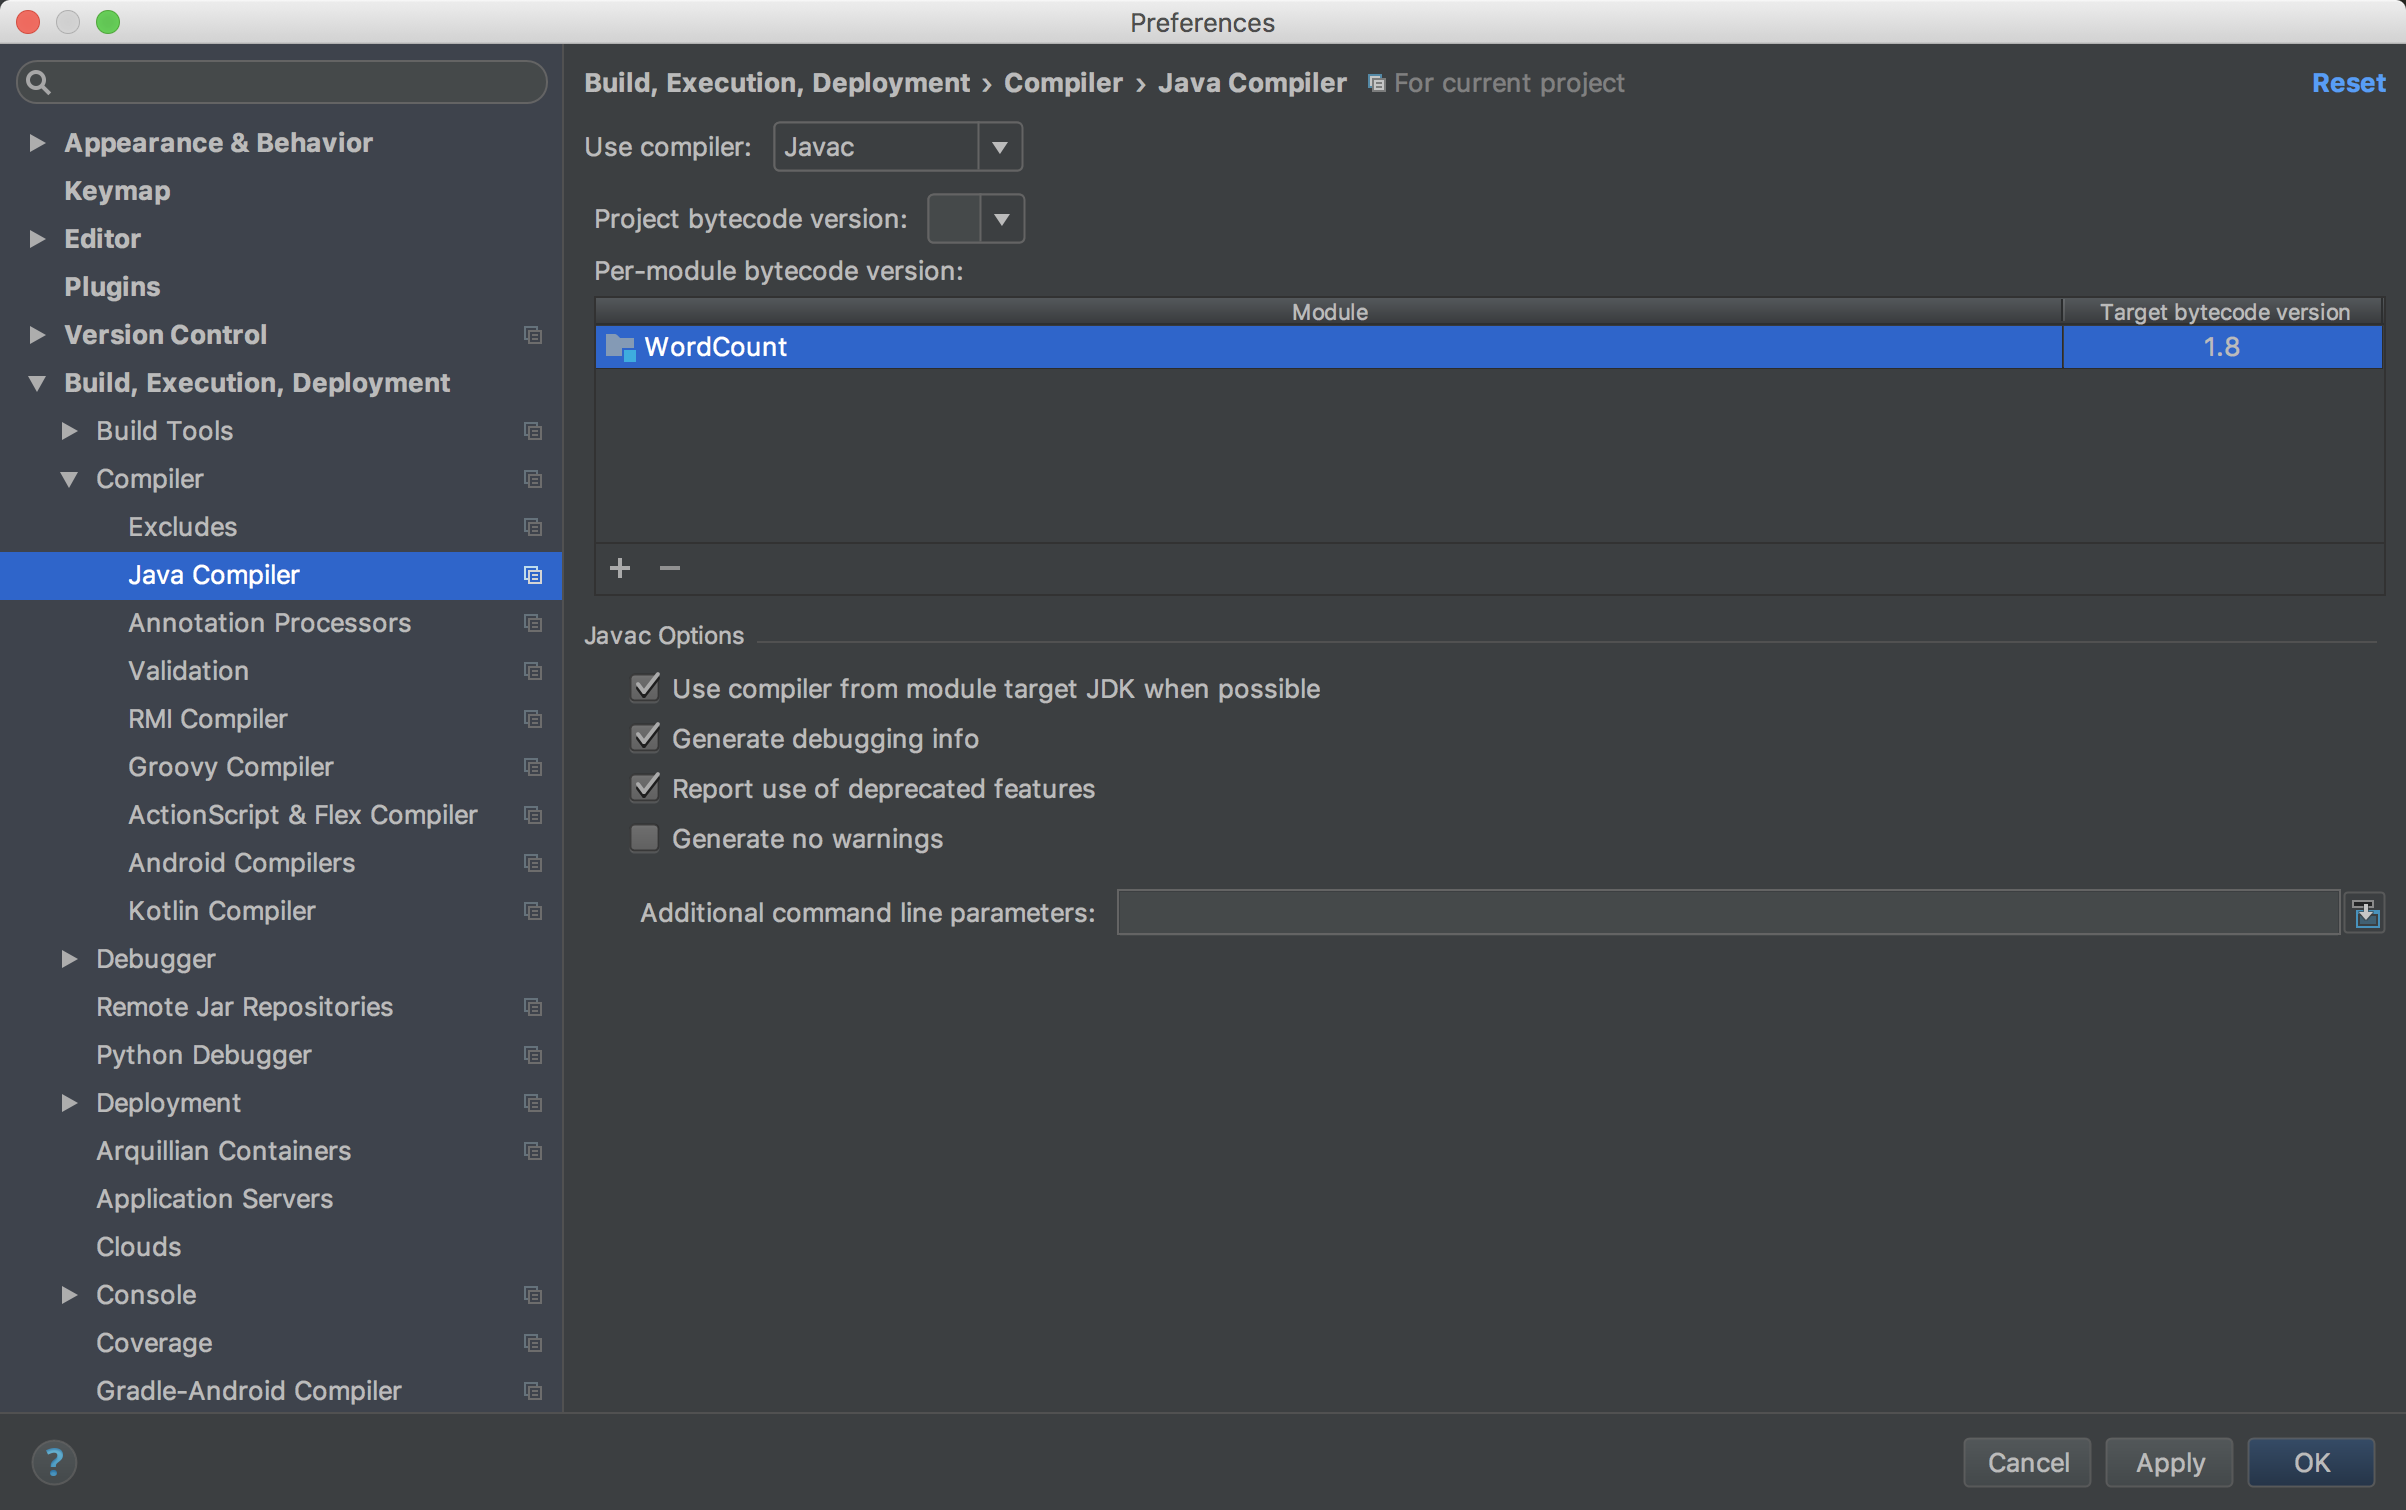 Preferences
Build, Execution, Deployment › Compiler › Java Compiler For current project Reset
Appearance & Behavior
Keymap
Editor
Plugins
Version Control
Build, Execution, Deployment
Build Tools
Compiler
Excludes
Java Compiler
Annotation Processors
Validation
RMI Compiler
Groovy Compiler
ActionScript & Flex Compiler
Android Compilers
Kotlin Compiler
Debugger
Remote Jar Repositories
Python Debugger
Deployment
Arquillian Containers
Application Servers
Clouds
Console
Coverage
Gradle-Android Compiler
Use compiler: Javac
Project bytecode version:
Per-module bytecode version:
Module Target bytecode version
WordCount 1.8
Javac Options
Use compiler from module target JDK when possible
Generate debugging info
Report use of deprecated features
Generate no warnings
Additional command line parameters:
? Cancel Apply OK